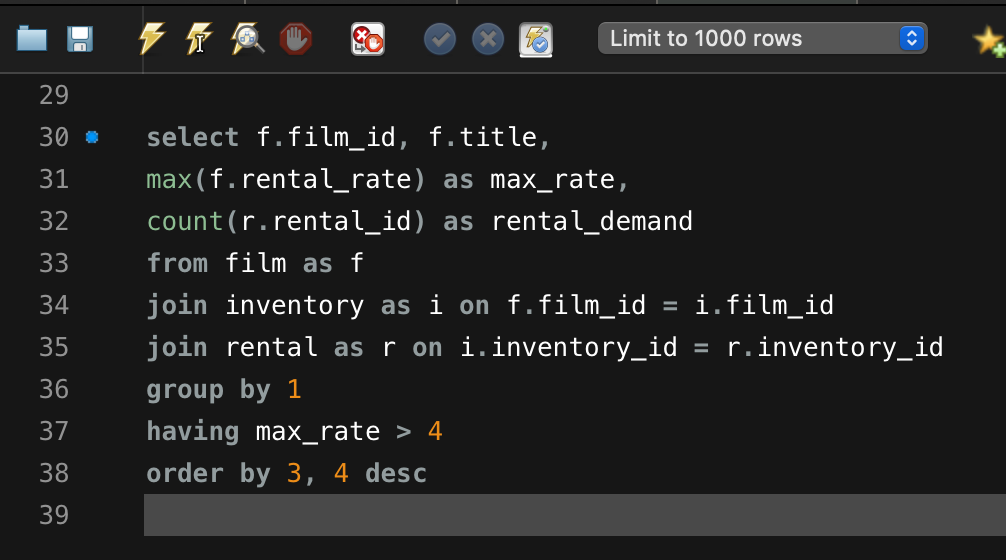 Limit to 1000 rows
29
30 select f.film_id, f.title,
31 max(f.rental_rate) as max_rate,
32 count(r.rental_id) as rental_demand
33 from film as f
34 join inventory as i on f.film_id = i.film_id
35 join rental as r on i.inventory_id = r.inventory_id
36 group by 1
37 having max_rate > 4
38 order by 3, 4 desc
39